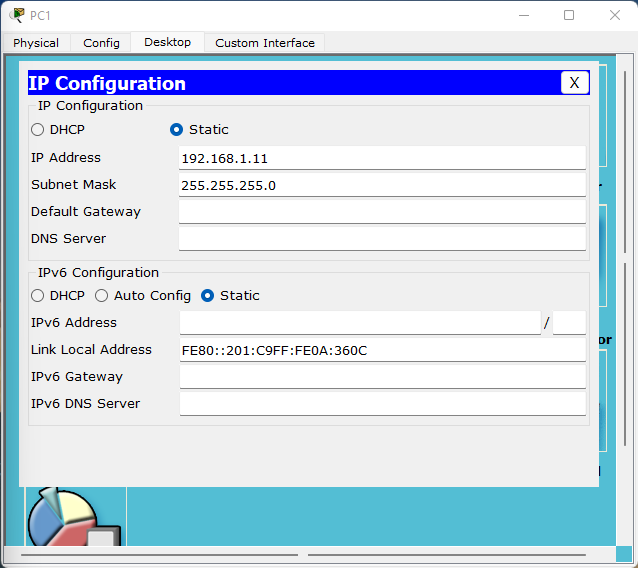 PC1
Physical Config Desktop Custom Interface
IP Configuration X
IP Configuration
DHCP Static
IP Address 192.168.1.11
Subnet Mask 255.255.255.0
Default Gateway
DNS Server
IPv6 Configuration
DHCP Auto Config Static
IPv6 Address /
Link Local Address FE80::201:C9FF:FE0A:360C
IPv6 Gateway
IPv6 DNS Server